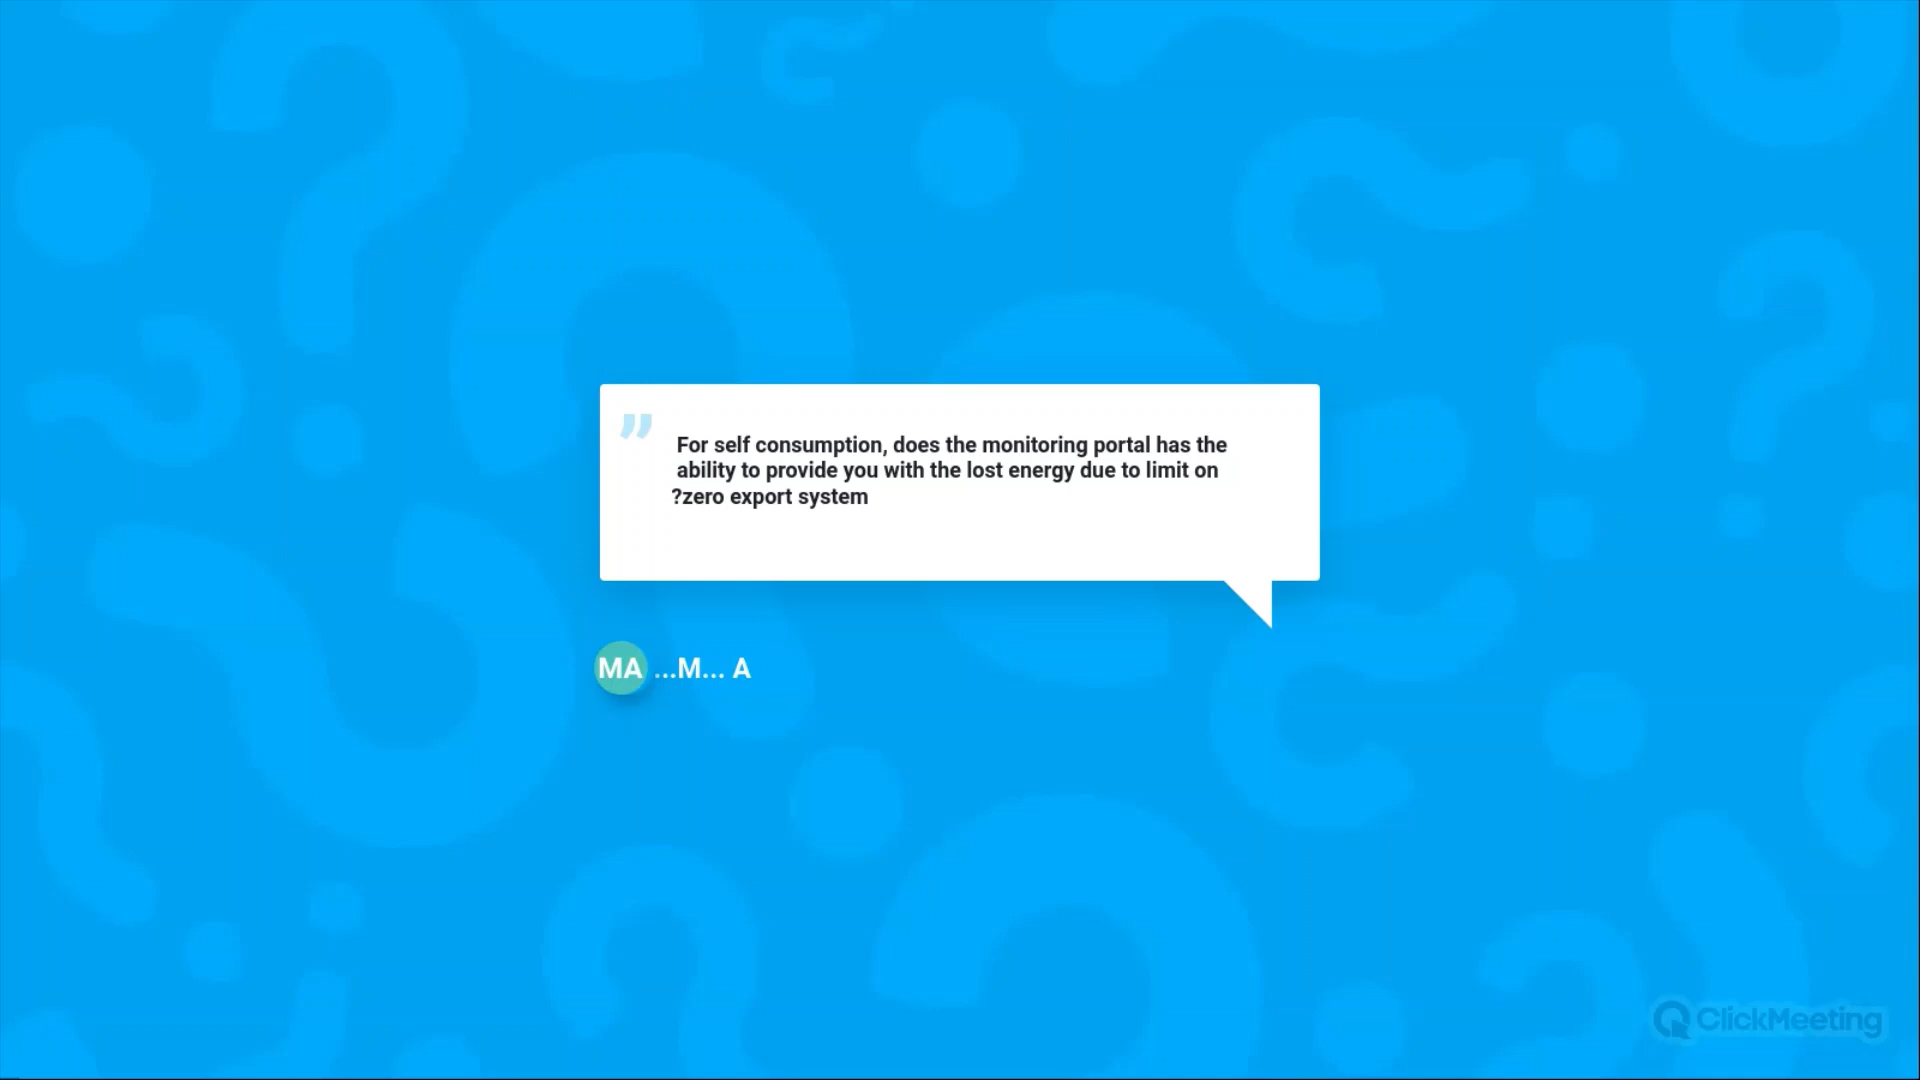 ”
For self consumption, does the monitoring portal has the
ability to provide you with the lost energy due to limit on
?zero export system
MA ...M... A
ClickMeeting